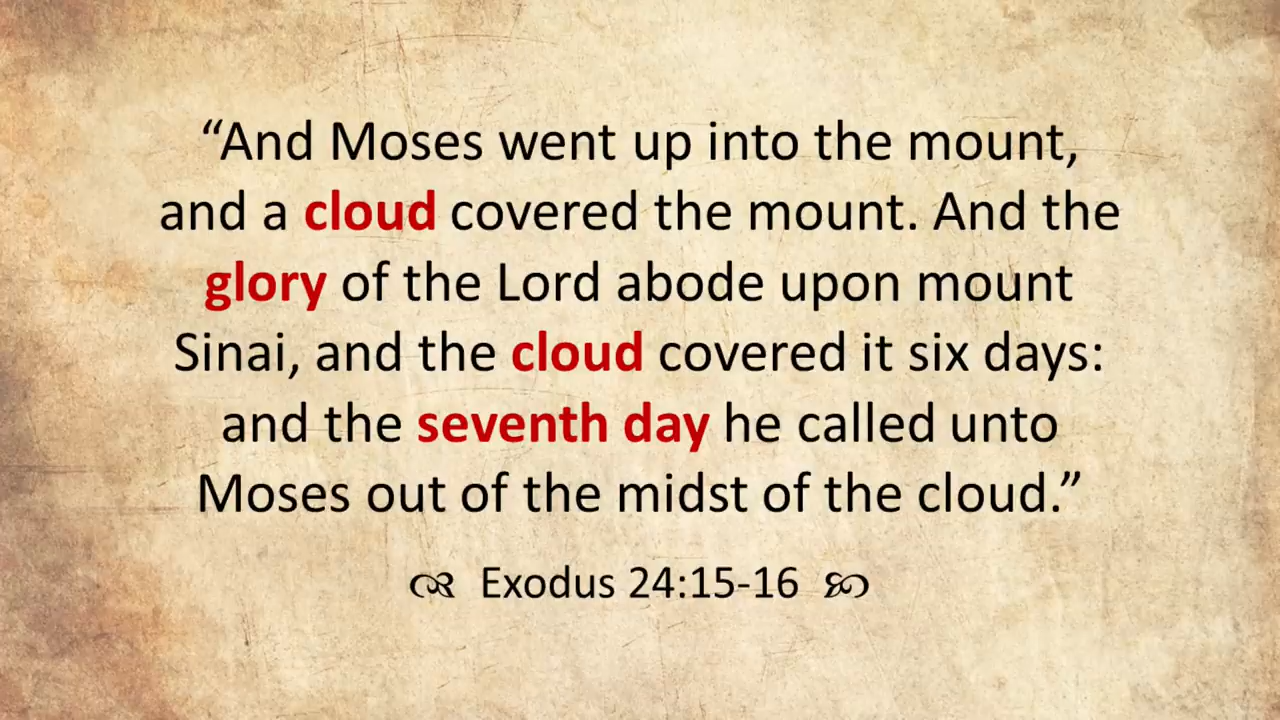 “And Moses went up into the mount,
and a cloud covered the mount. And the
glory of the Lord abode upon mount
Sinai, and the cloud covered it six days:
and the seventh day he called unto
Moses out of the midst of the cloud.”
Exodus 24:15-16